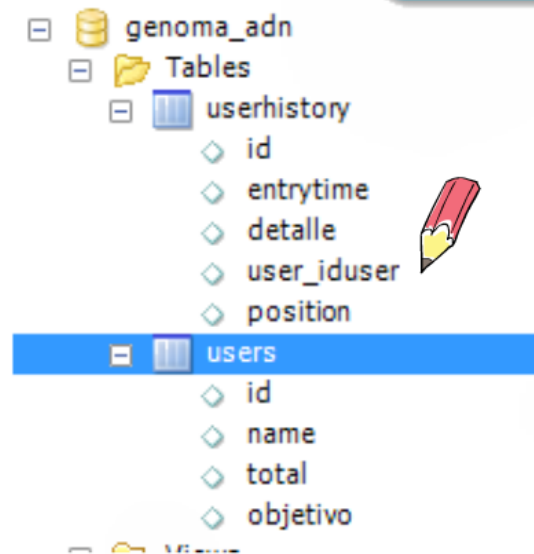 genoma_adn
Tables
userhistory
id
entrytime
detalle
user_iduser
position
users
id
name
total
objetivo